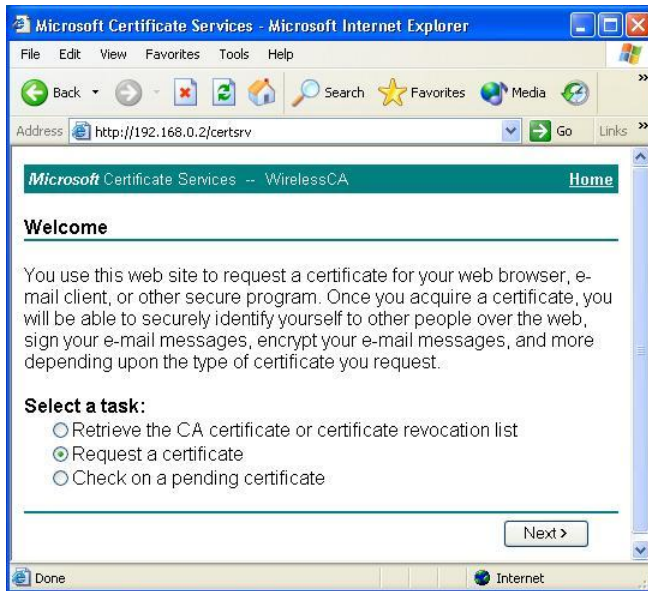 Microsoft Certificate Services - Microsoft Internet Explorer
File Edit View Favorites Tools Help
Back Search Favorites Media »
Address http://192.168.0.2/certsrv Go Links »
Microsoft Certificate Services -- WirelessCA Home
Welcome
You use this web site to request a certificate for your web browser, e-
mail client, or other secure program. Once you acquire a certificate, you
will be able to securely identify yourself to other people over the web,
sign your e-mail messages, encrypt your e-mail messages, and more
depending upon the type of certificate you request.
Select a task:
Retrieve the CA certificate or certificate revocation list
Request a certificate
Check on a pending certificate
Next >
Done Internet